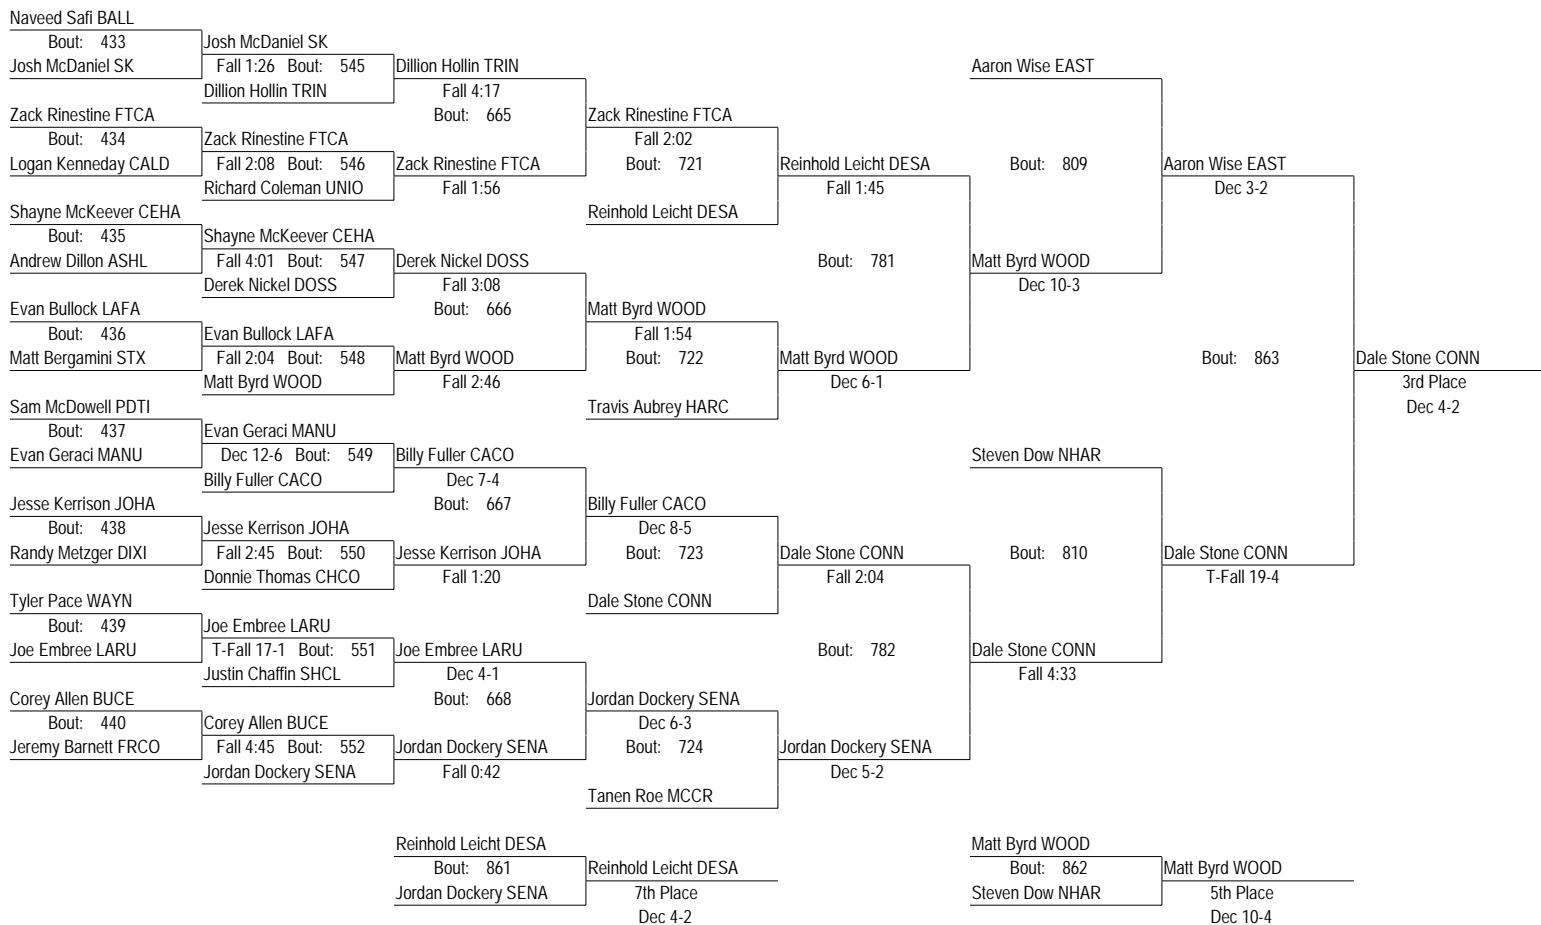 Naveed Safi BALL
Bout: 433 Josh McDaniel SK
Josh McDaniel SK Fall 1:26 Bout: 545 Dillion Hollin TRIN Aaron Wise EAST
Dillion Hollin TRIN Fall 4:17
Zack Rinestine FTCA Bout: 665 Zack Rinestine FTCA
Bout: 434 Zack Rinestine FTCA Fall 2:02
Logan Kenneday CALD Fall 2:08 Bout: 546 Zack Rinestine FTCA Bout: 721 Reinhold Leicht DESA Bout: 809 Aaron Wise EAST
Richard Coleman UNIO Fall 1:56 Fall 1:45 Dec 3-2
Shayne McKeever CEHA Reinhold Leicht DESA
Bout: 435 Shayne McKeever CEHA
Andrew Dillon ASHL Fall 4:01 Bout: 547 Derek Nickel DOSS Bout: 781 Matt Byrd WOOD
Derek Nickel DOSS Fall 3:08 Dec 10-3
Evan Bullock LAFA Bout: 666 Matt Byrd WOOD
Bout: 436 Evan Bullock LAFA Fall 1:54
Matt Bergamini STX Fall 2:04 Bout: 548 Matt Byrd WOOD Bout: 722 Matt Byrd WOOD Bout: 863 Dale Stone CONN
Matt Byrd WOOD Fall 2:46 Dec 6-1 3rd Place
Sam McDowell PDTI Travis Aubrey HARC Dec 4-2
Bout: 437 Evan Geraci MANU
Evan Geraci MANU Dec 12-6 Bout: 549 Billy Fuller CACO Steven Dow NHAR
Billy Fuller CACO Dec 7-4
Jesse Kerrison JOHA Bout: 667 Billy Fuller CACO
Bout: 438 Jesse Kerrison JOHA Dec 8-5
Randy Metzger DIXI Fall 2:45 Bout: 550 Jesse Kerrison JOHA Bout: 723 Dale Stone CONN Bout: 810 Dale Stone CONN
Donnie Thomas CHCO Fall 1:20 Fall 2:04 T-Fall 19-4
Tyler Pace WAYN Dale Stone CONN
Bout: 439 Joe Embree LARU
Joe Embree LARU T-Fall 17-1 Bout: 551 Joe Embree LARU Bout: 782 Dale Stone CONN
Justin Chaffin SHCL Dec 4-1 Fall 4:33
Corey Allen BUCE Bout: 668 Jordan Dockery SENA
Bout: 440 Corey Allen BUCE Dec 6-3
Jeremy Barnett FRCO Fall 4:45 Bout: 552 Jordan Dockery SENA Bout: 724 Jordan Dockery SENA
Jordan Dockery SENA Fall 0:42 Dec 5-2
Tanen Roe MCCR
Reinhold Leicht DESA Matt Byrd WOOD
Bout: 861 Reinhold Leicht DESA Bout: 862 Matt Byrd WOOD
Jordan Dockery SENA 7th Place Steven Dow NHAR 5th Place
Dec 4-2 Dec 10-4